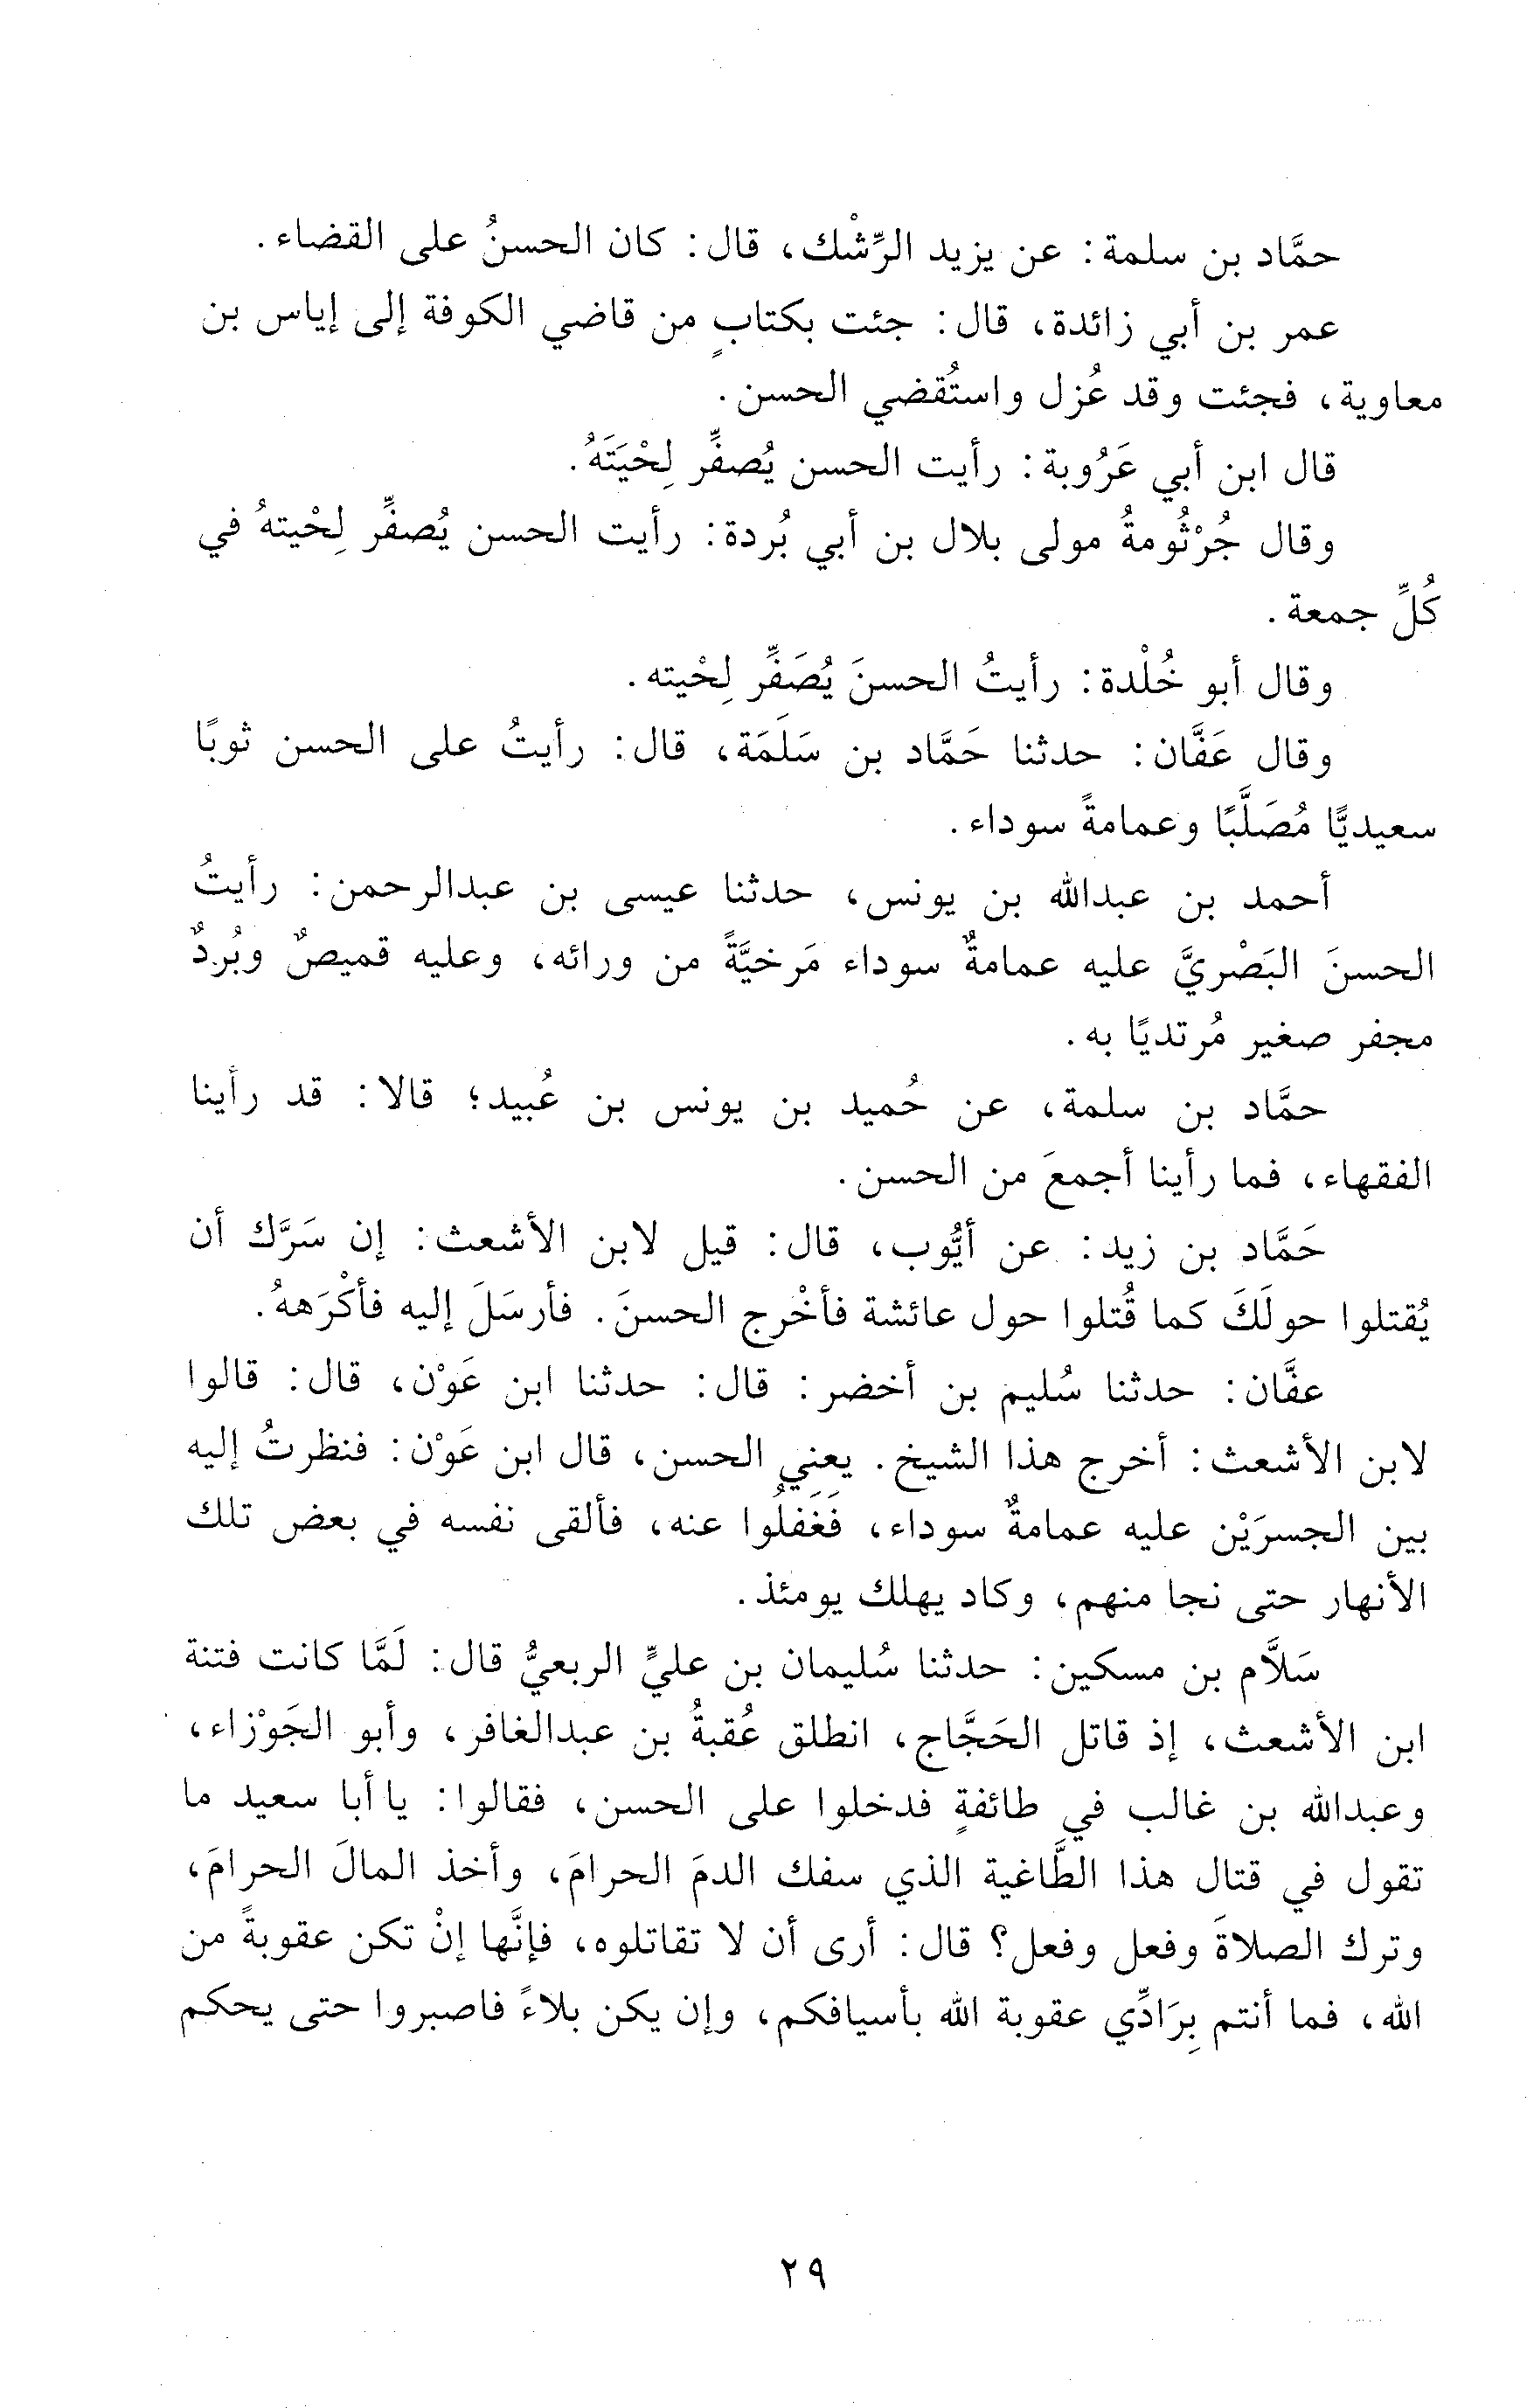 حمَّاد بن سلمة: عن يزيد الرِّشْك، قال: كان الحسنُ على القضاء.
عمر بن أبي زائدة، قال: جئت بكتابٍ من قاضي الكوفة إلى إياس بن
معاوية، فجئت وقد عُزل واستُقضي الحسن.
قال ابن أبي عَرُوبة: رأيت الحسن يُصفِّر لِحْيَتَهُ.
وقال جُرْثُومةُ مولى بلال بن أبي بُردة: رأيت الحسن يُصفِّر لِحْيتهُ في
كُلِّ جمعة.
وقال أبو خُلْدة: رأيتُ الحسنَ يُصَفِّر لِحْيته.
وقال عَفَّان: حدثنا حَمَّاد بن سَلَمَة، قال: رأيتُ على الحسن ثوبًا
سعيديًّا مُصَلَّبًا وعمامةً سوداء.
أحمد بن عبدالله بن يونس، حدثنا عيسى بن عبدالرحمن: رأيتُ
الحسنَ البَصْريَّ عليه عمامةٌ سوداء مَرخيَّةً من ورائه، وعليه قميصٌ وبُردٌ
مجفر صغير مُرتديًا به.
حمَّاد بن سلمة، عن حُميد بن يونس بن عُبيد؛ قالا: قد رأينا
الفقهاء، فما رأينا أجمعَ من الحسن.
حَمَّاد بن زيد: عن أيُّوب، قال: قيل لابن الأشعث: إن سَرَّك أن
يُقتلوا حولَكَ كما قُتلوا حول عائشة فأخْرج الحسنَ. فأرسَلَ إليه فأكْرَههُ.
عفَّان: حدثنا سُليم بن أخضر: قال: حدثنا ابن عَوْن، قال: قالوا
لابن الأشعث: أخرج هذا الشيخ. يعني الحسن، قال ابن عَوْن: فنظرتُ إليه
بين الجسرَيْن عليه عمامةٌ سوداء، فَغَفَلُوا عنه، فألقى نفسه في بعض تلك
الأنهار حتى نجا منهم، وكاد يهلك يومئذ.
سَلاَّم بن مسكين: حدثنا سُليمان بن عليٍّ الربعيُّ قال: لَمَّا كانت فتنة
ابن الأشعث، إذ قاتل الحَجَّاج، انطلق عُقبةُ بن عبدالغافر، وأبو الجَوْزاء،
وعبدالله بن غالب في طائفةٍ فدخلوا على الحسن، فقالوا: يا أبا سعيد ما
تقول في قتال هذا الطَّاغية الذي سفك الدمَ الحرامَ، وأخذ المالَ الحرامَ،
وترك الصلاةَ وفعل وفعل؟ قال: أرى أن لا تقاتلوه، فإنَّها إنْ تكن عقوبةً من
الله، فما أنتم بِرَادِّي عقوبة الله بأسيافكم، وإن يكن بلاءً فاصبروا حتى يحكم
٢٩